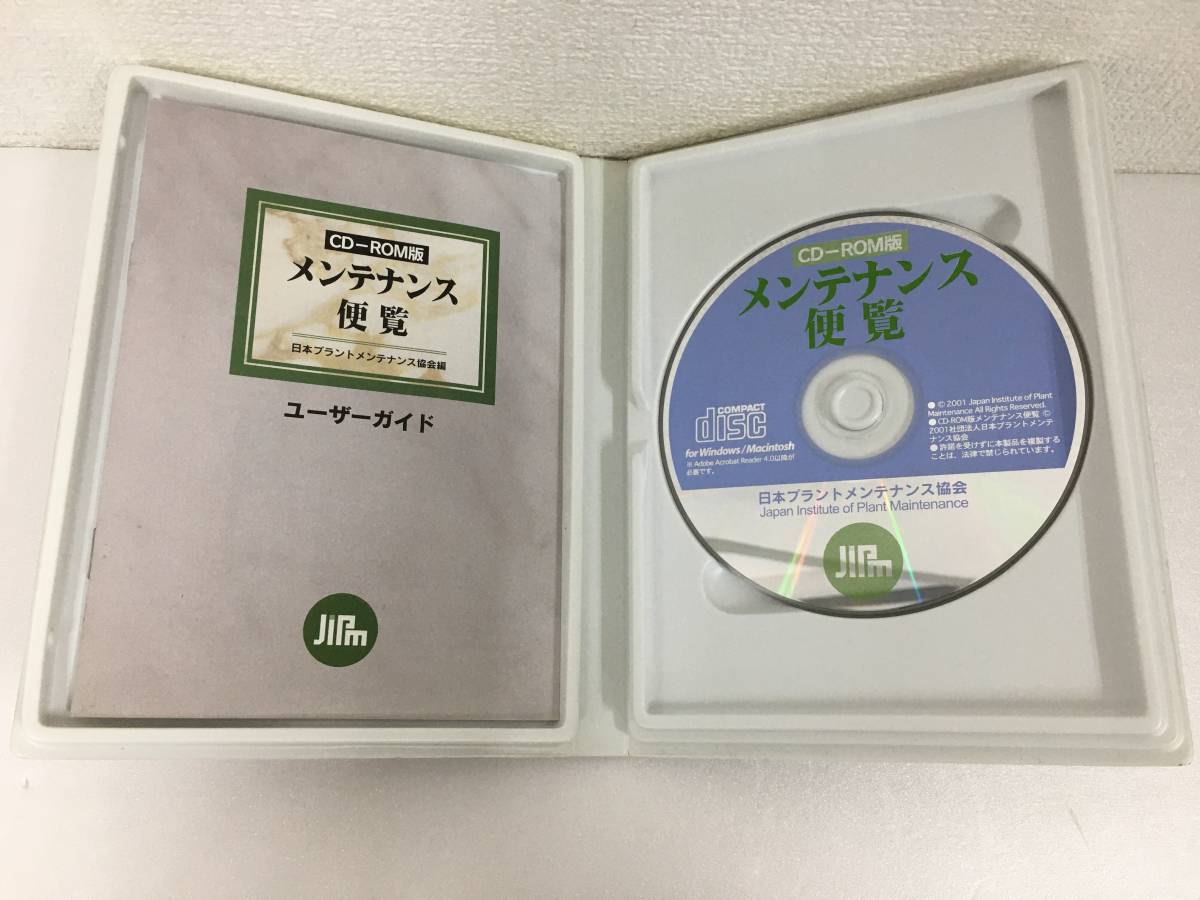 CD-ROM版
メンテナンス
便覧
日本プラントメンテナンス協会編
ユーザーガイド
JIPm
CD-ROM版
メンテナンス
便覧
COMPACT
disc
for Windows/Macintosh
※ Adobe Acrobat Reader 4.0以降が
必要です。
● © 2001 Japan Institute of Plant
Maintenance All Rights Reserved.
● CD-ROM版メンテナンス便覧 ©
2001社団法人日本プラントメンテ
ナンス協会
● 許諾を受けずに本製品を複製する
ことは、法律で禁じられています。
日本プラントメンテナンス協会
Japan Institute of Plant Maintenance
JIPm